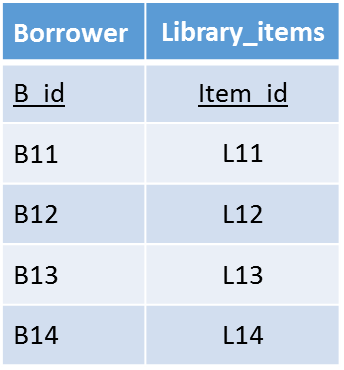 Borrower Library_items
B_id Item_id
B11 L11
B12 L12
B13 L13
B14 L14